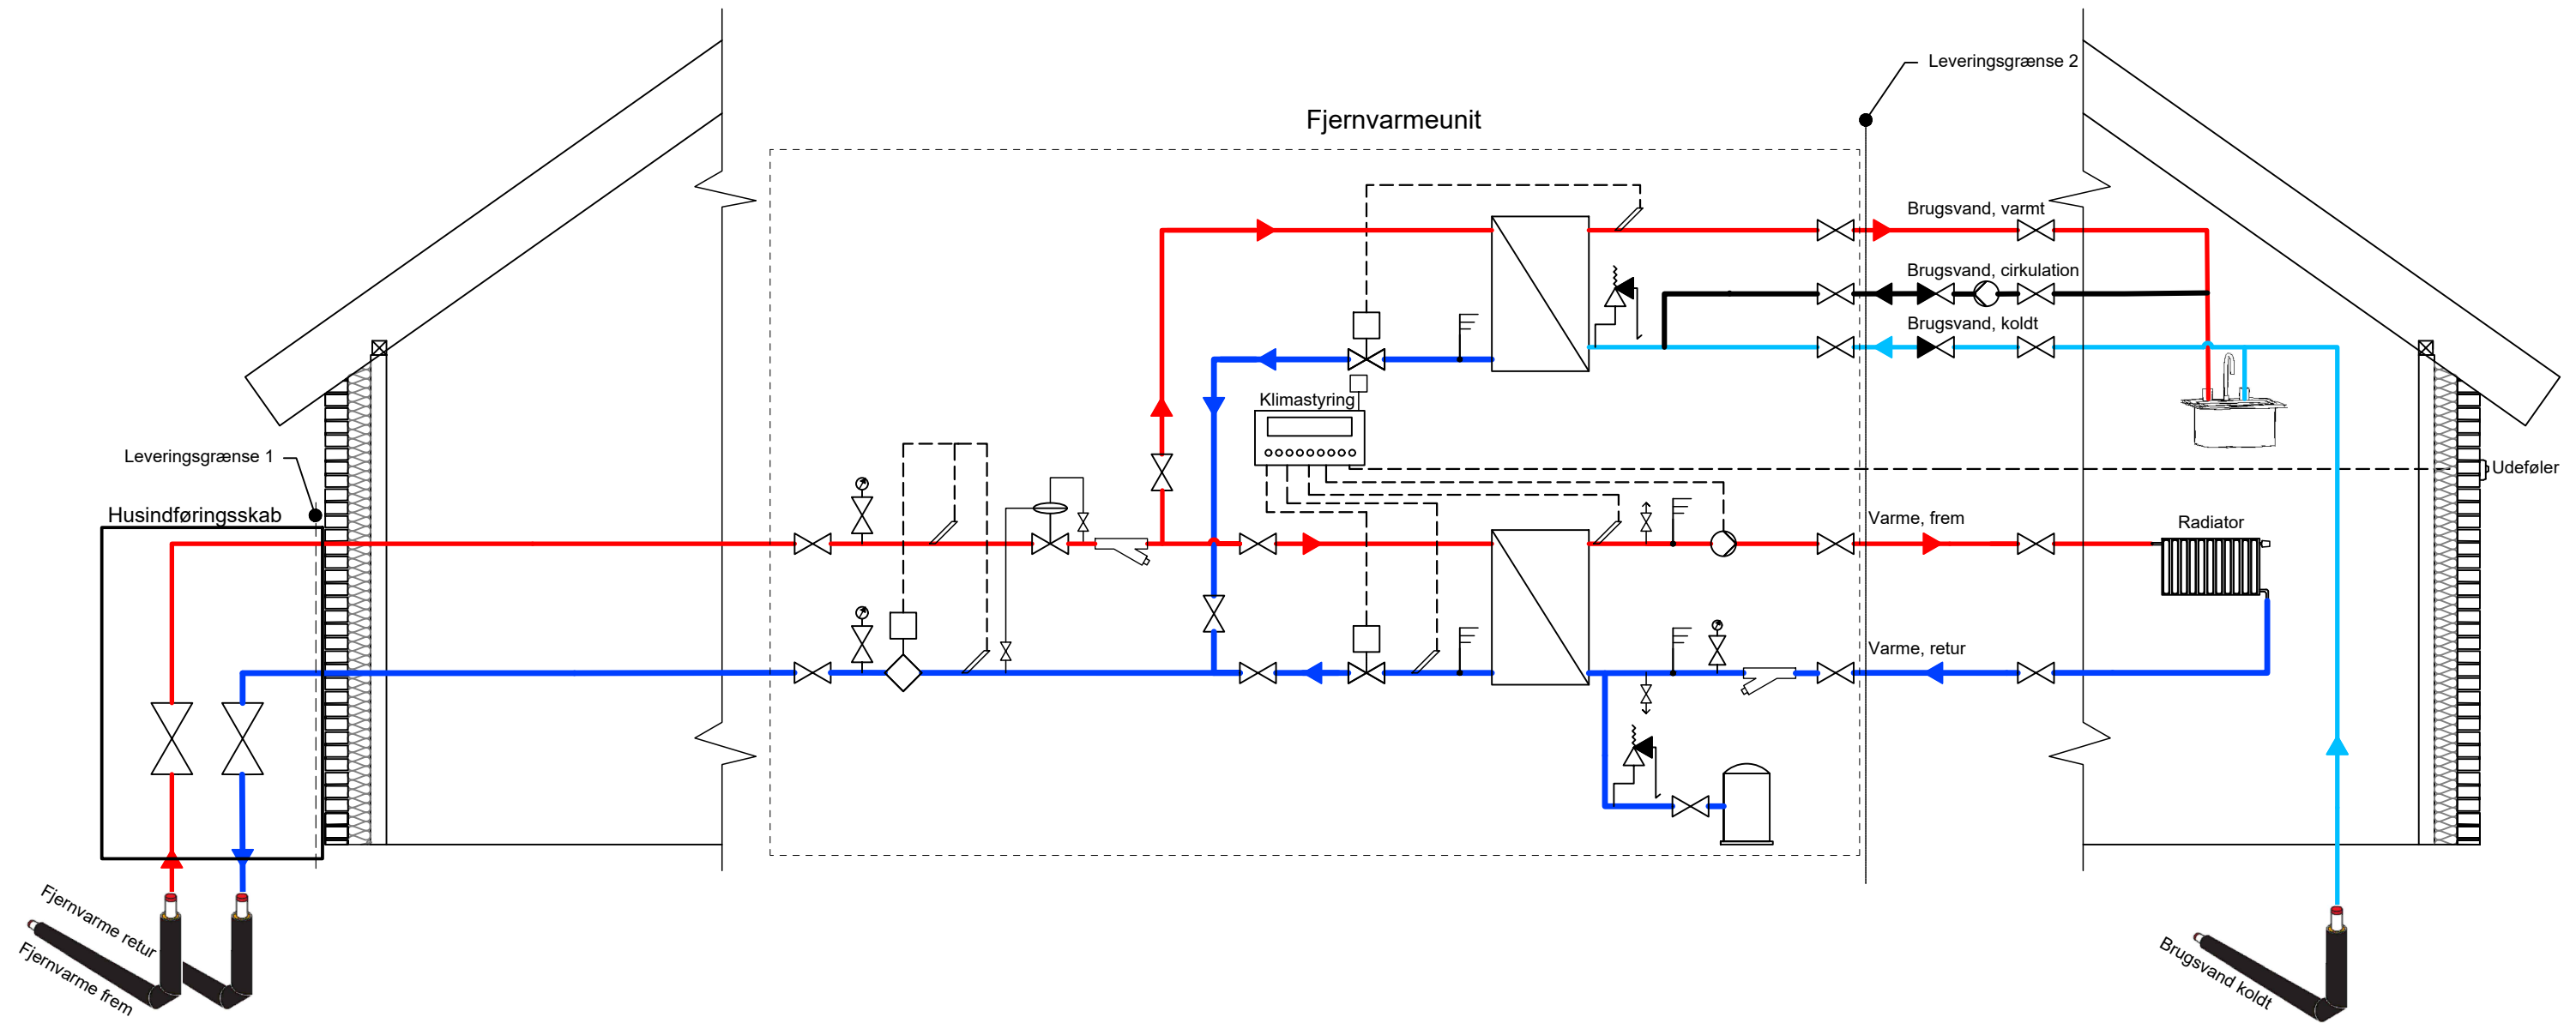 Leveringsgrænse 2
Fjernvarmeunit
Brugsvand, varmt
Brugsvand, cirkulation
Brugsvand, koldt
Klimastyring
Leveringsgrænse 1
Udeføler
Husindføringsskab
Varme, frem
Radiator
Varme, retur
Fjernvarme retur
Fjernvarme frem
Brugsvand koldt